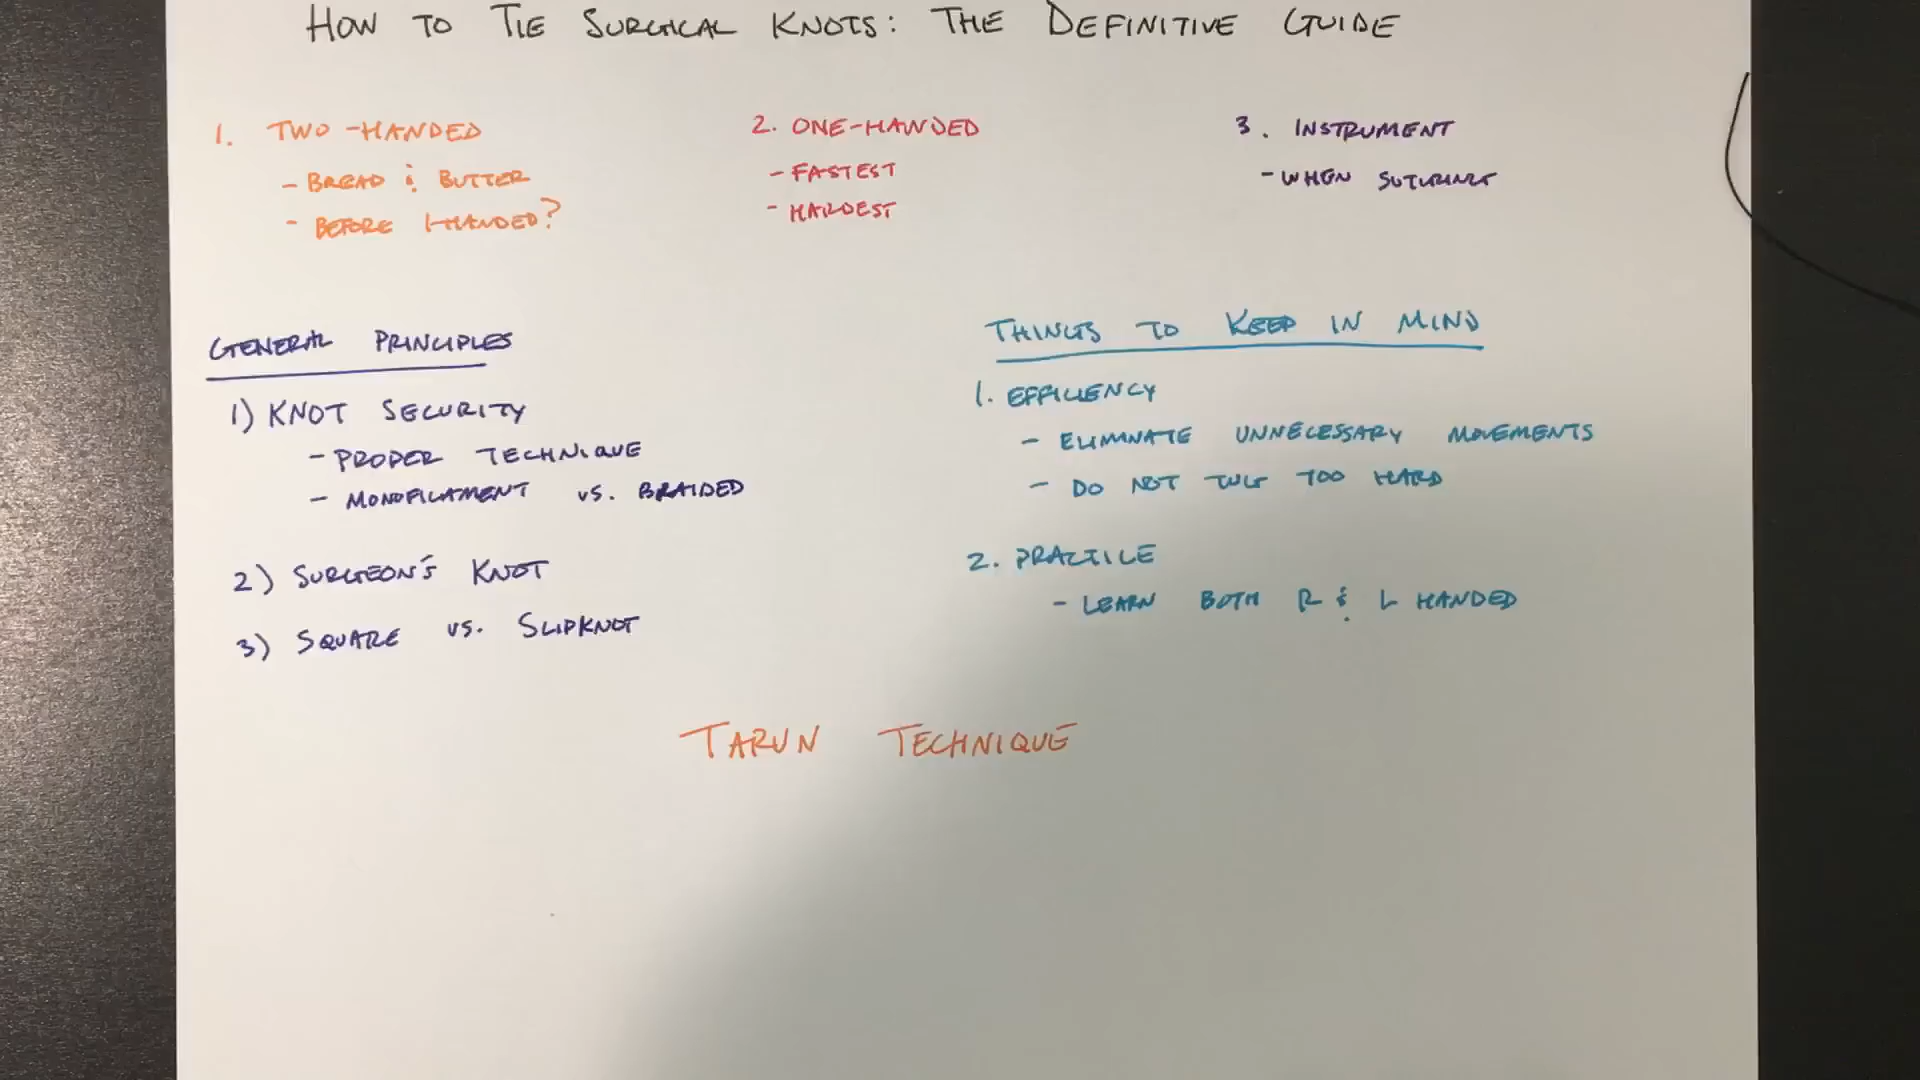 HOW TO TIE SURGICAL KNOTS: THE DEFINITIVE GUIDE
1. TWO-HANDED
- BREAD & BUTTER
- BEFORE 1-HANDED?
2. ONE-HANDED
- FASTEST
- HARDEST
3. INSTRUMENT
- WHEN SUTURING
GENERAL PRINCIPLES
1) KNOT SECURITY
- PROPER TECHNIQUE
- MONOFILAMENT VS. BRAIDED
2) SURGEON'S KNOT
3) SQUARE VS. SLIPKNOT
THINGS TO KEEP IN MIND
1. EFFICIENCY
- ELIMINATE UNNECESSARY MOVEMENTS
- DO NOT TUG TOO HARD
2. PRACTICE
- LEARN BOTH R & L HANDED
TARUN TECHNIQUE